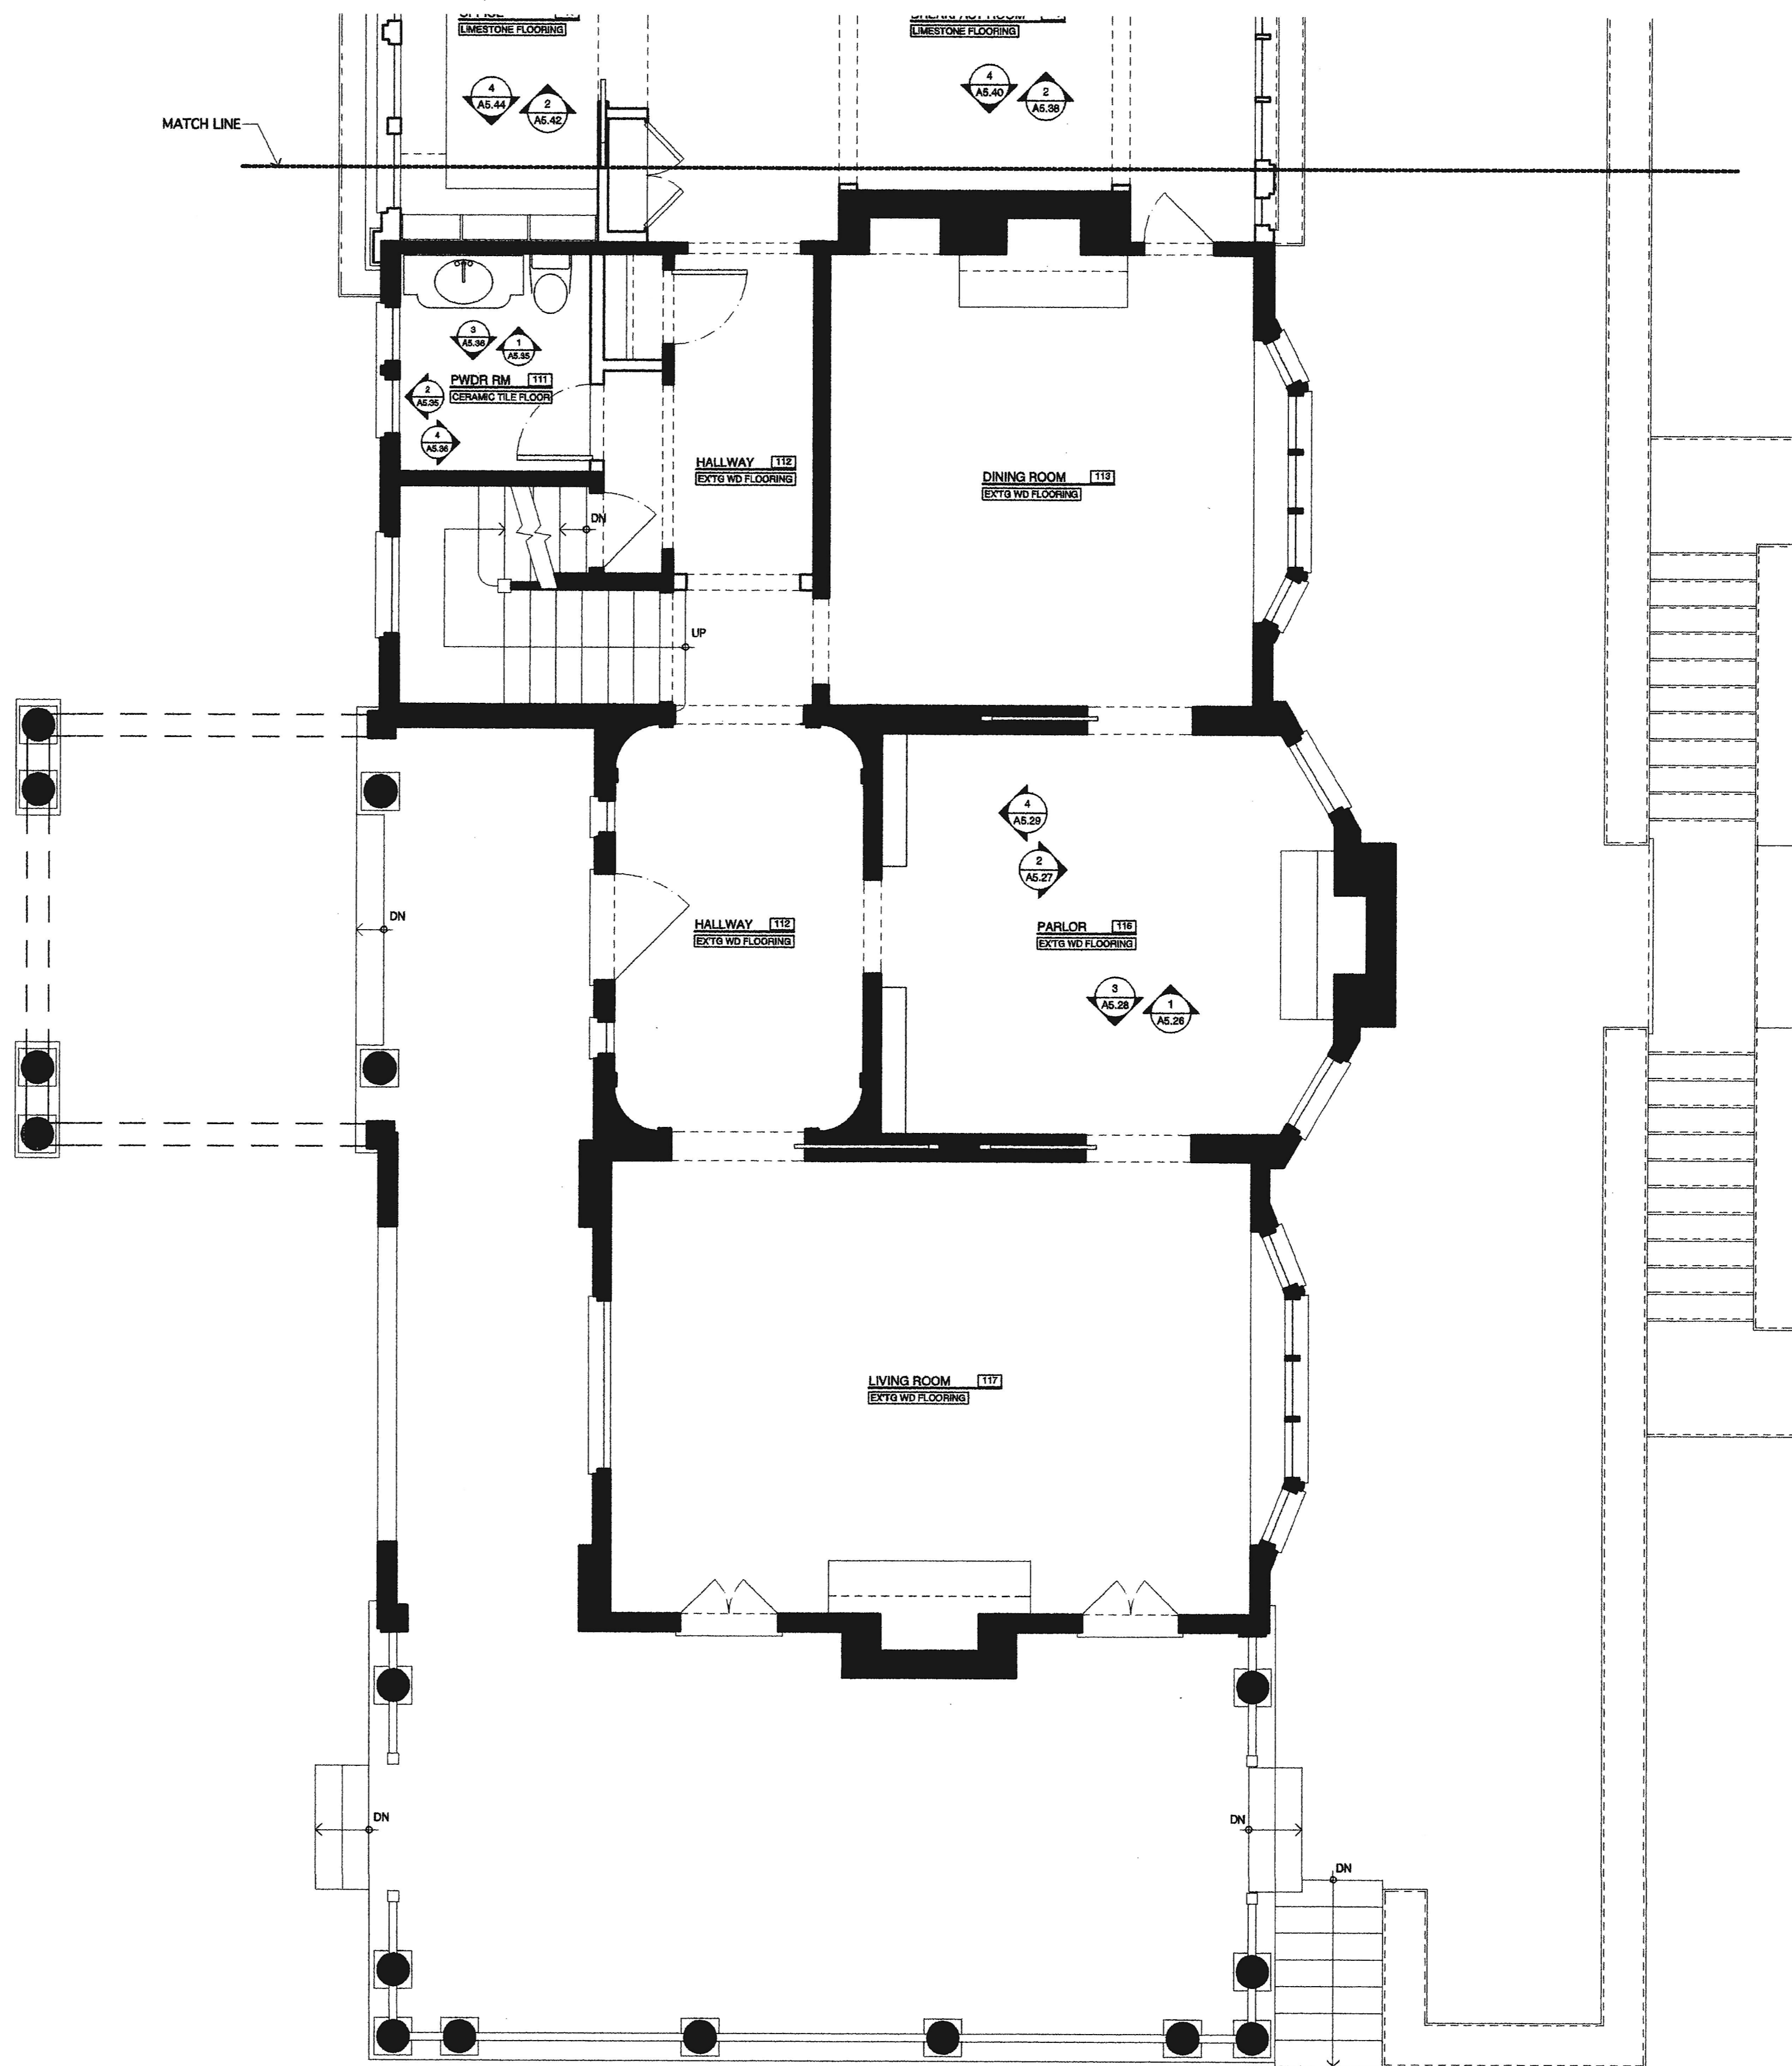 LIMESTONE FLOORING
LIMESTONE FLOORING
4
A5.44
2
A5.42
4
A5.40
2
A5.38
MATCH LINE
3
A5.36
1
A5.35
PWDR RM 111
CERAMIC TILE FLOOR
2
A5.35
4
A5.36
HALLWAY 112
EX'TG WD FLOORING
DINING ROOM 113
EX'TG WD FLOORING
DN
UP
4
A5.29
2
A5.27
DN
HALLWAY 112
EX'TG WD FLOORING
PARLOR 116
EX'TG WD FLOORING
3
A5.28
1
A5.26
LIVING ROOM 117
EX'TG WD FLOORING
DN
DN
DN